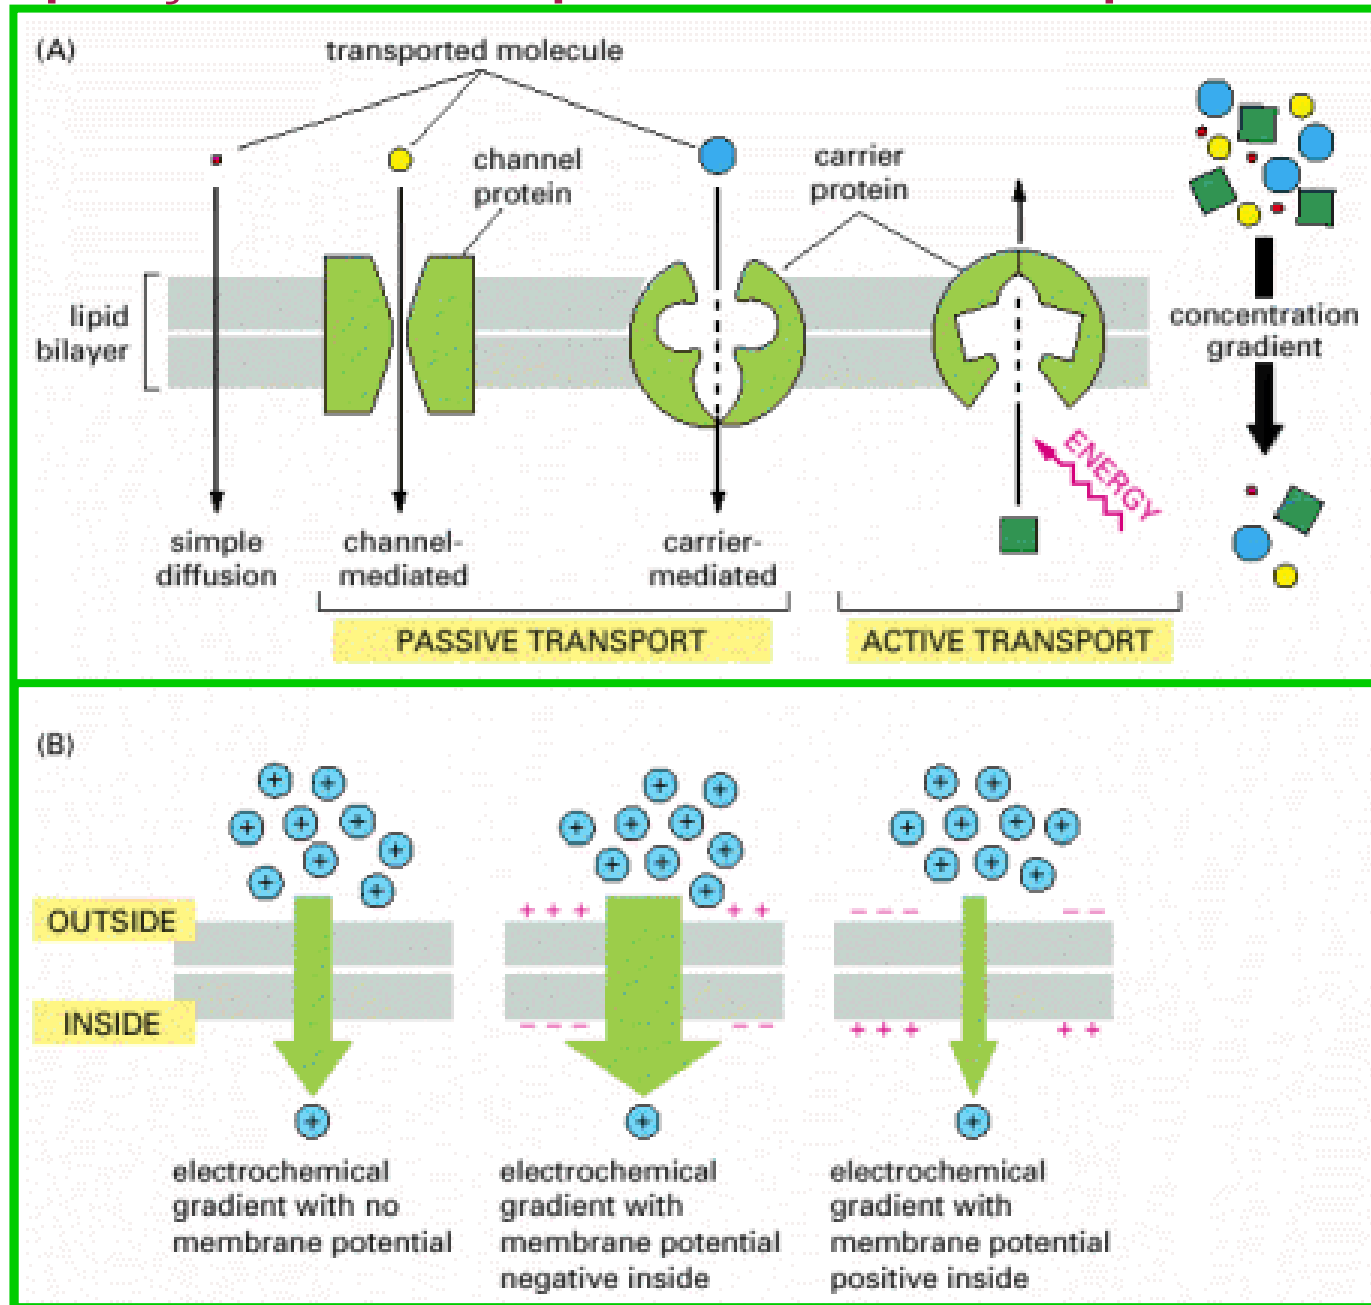 (A)
transported molecule
channel
protein
carrier
protein
lipid
bilayer
concentration
gradient
ENERGY
simple
diffusion
channel-
mediated
carrier-
mediated
PASSIVE TRANSPORT
ACTIVE TRANSPORT
(B)
+ + + + + + + + +
+ + + + + + + + +
+ + + + + + + + +
OUTSIDE
+ + + + +
– – – – –
INSIDE
– – – – –
+ + + + +
+ + +
electrochemical
gradient with no
membrane potential
electrochemical
gradient with
membrane potential
negative inside
electrochemical
gradient with
membrane potential
positive inside